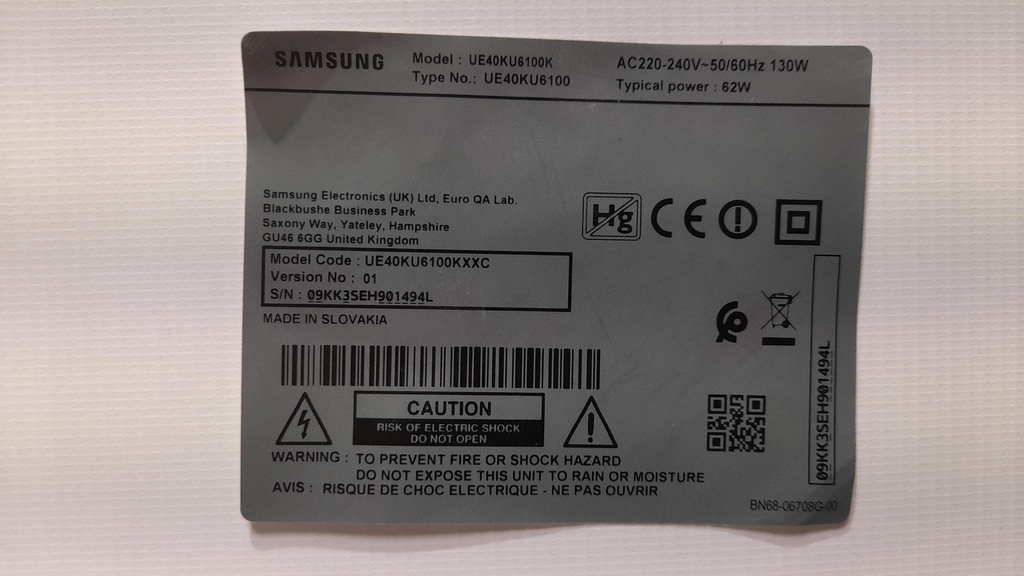 SAMSUNG
Model : UE40KU6100K
Type No.: UE40KU6100
AC220-240V~50/60Hz 130W
Typical power : 62W
Samsung Electronics (UK) Ltd, Euro QA Lab.
Blackbushe Business Park
Saxony Way, Yateley, Hampshire
GU46 6GG United Kingdom
Hg
CE
Model Code : UE40KU6100KXXC
Version No : 01
S/N : 09KK3SEH901494L
MADE IN SLOVAKIA
09KK3SEH901494L
CAUTION
RISK OF ELECTRIC SHOCK
DO NOT OPEN
WARNING : TO PREVENT FIRE OR SHOCK HAZARD
DO NOT EXPOSE THIS UNIT TO RAIN OR MOISTURE
AVIS : RISQUE DE CHOC ELECTRIQUE - NE PAS OUVRIR
BN68-06708G-00